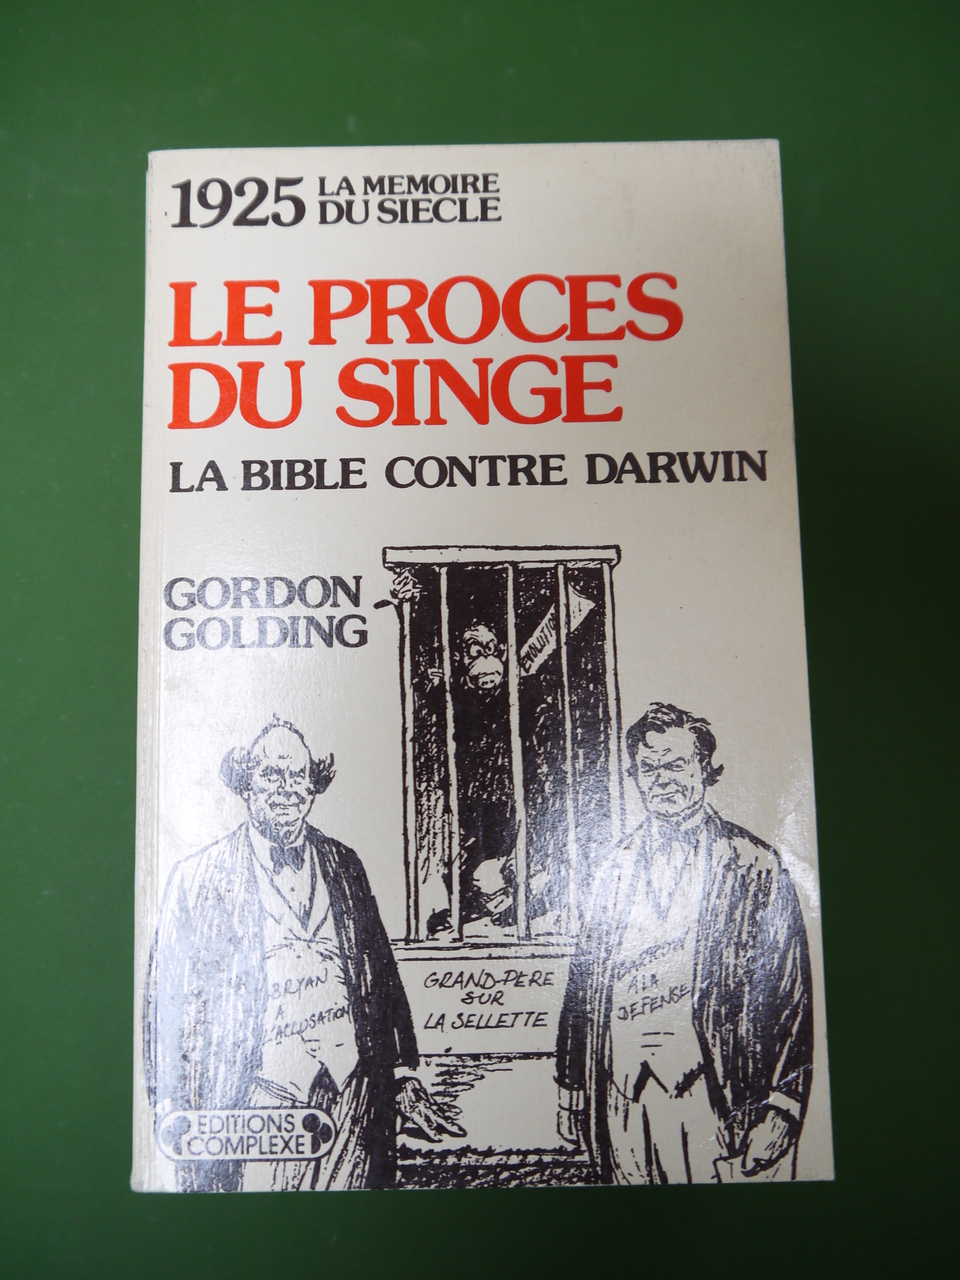 1925 LA MEMOIRE
DU SIECLE
LE PROCES
DU SINGE
LA BIBLE CONTRE DARWIN
GORDON
GOLDING
EVOLUTION
BRYAN
A
L'ACCUSATION
GRAND-PERE
SUR
LA SELLETTE
A LA
DEFENSE
EDITIONS
COMPLEXE